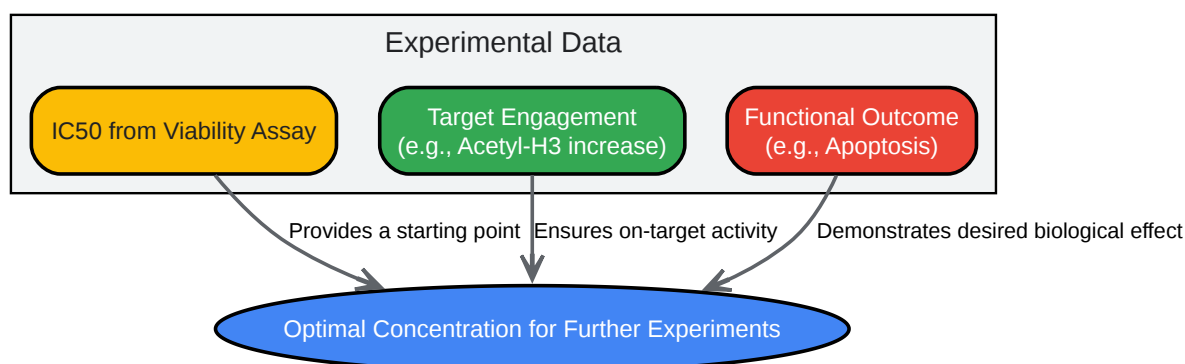 Experimental Data
IC50 from Viability Assay
Target Engagement
(e.g., Acetyl-H3 increase)
Functional Outcome
(e.g., Apoptosis)
Provides a starting point
Ensures on-target activity
Demonstrates desired biological effect
Optimal Concentration for Further Experiments